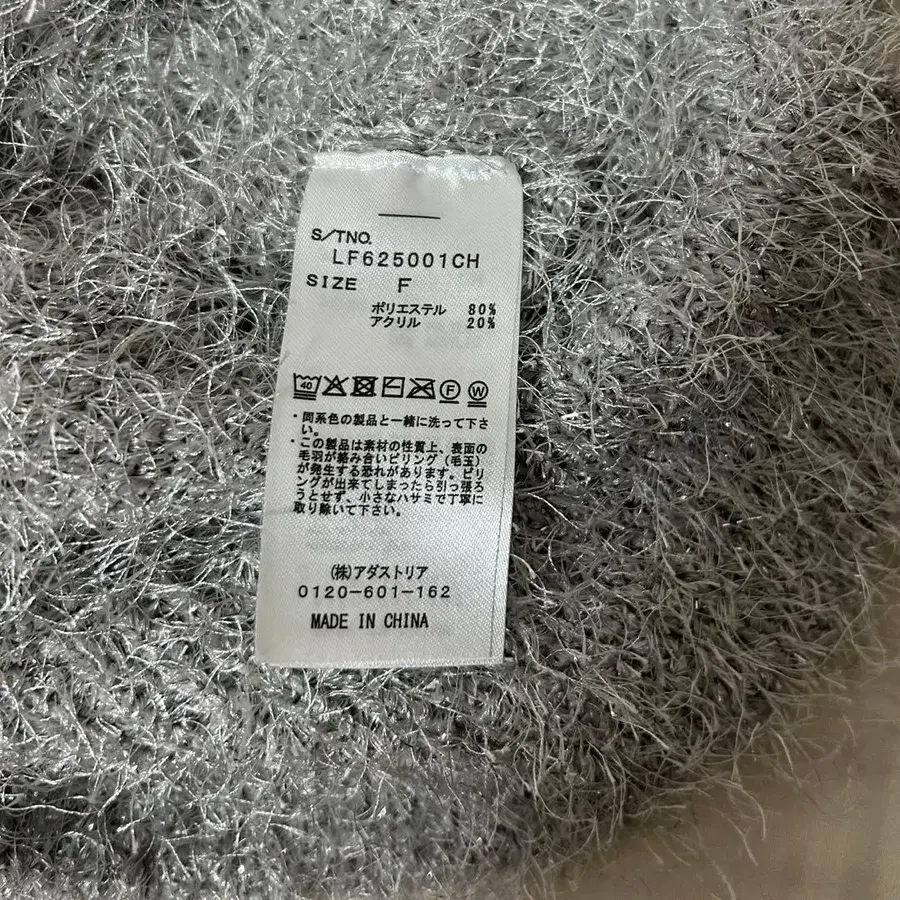 S/TNO.
LF625001CH
SIZE F
ポリエステル 80%
アクリル 20%
40 F W
・同系色の製品と一緒に洗って下さ
い。
・この製品は素材の性質上、表面の
毛羽が絡み合いピリング(毛玉)
が発生する恐れがあります。ピリ
ングが出来てしまったら引っ張ろ
うとせず、小さなハサミで丁寧に
取り除いて下さい。
(株)アダストリア
0120-601-162
MADE IN CHINA